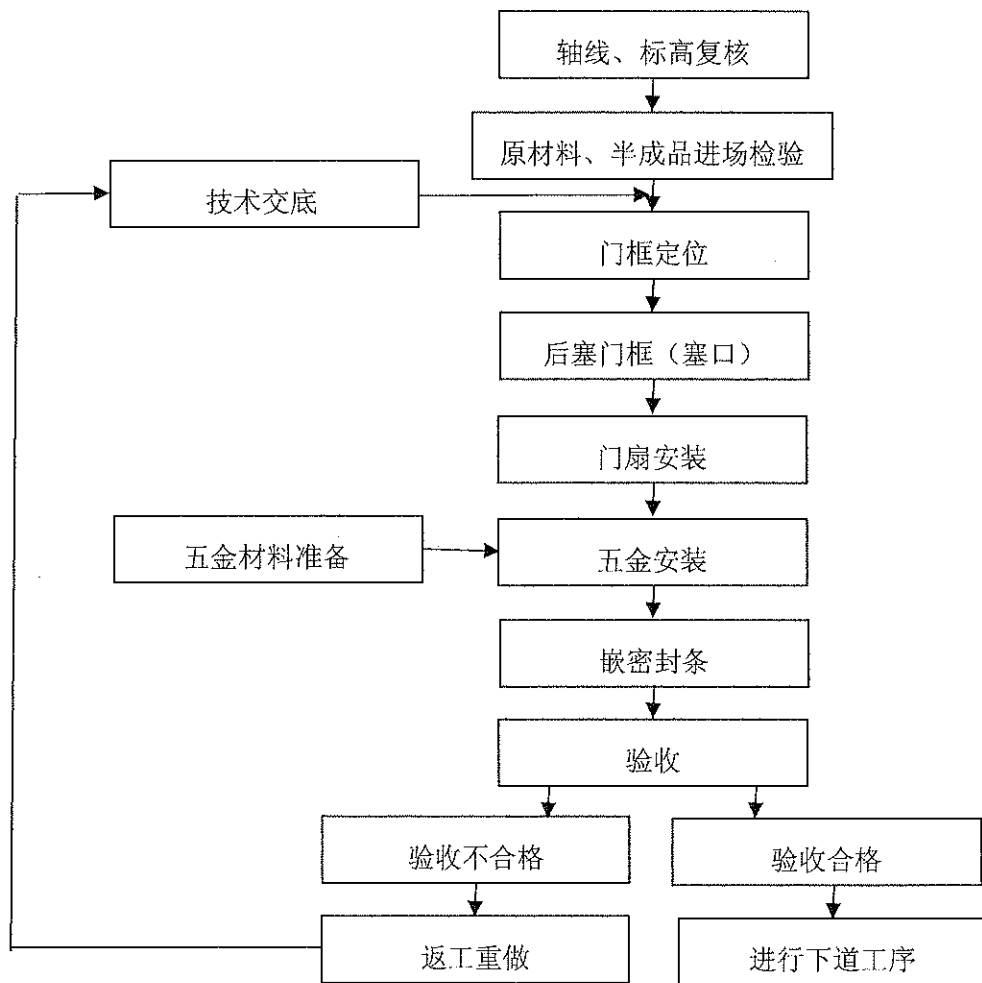 轴线、标高复核
原材料、半成品进场检验
技术交底
门框定位
后塞门框（塞口）
门扇安装
五金材料准备
五金安装
嵌密封条
验收
验收不合格
验收合格
返工重做
进行下道工序